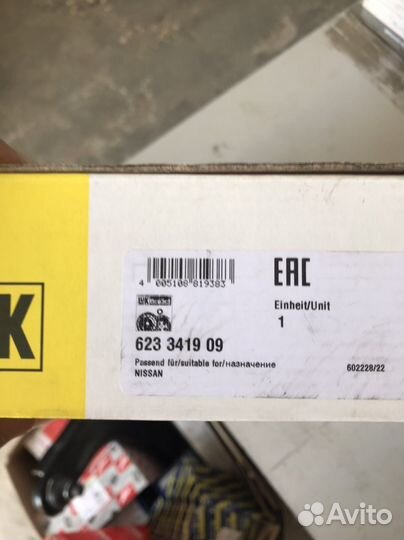 UK
4 005108 819383
EAC
Einheit/Unit
1
623 3419 09
Passend für/suitable for/назначение
NISSAN
602228/22
Avito